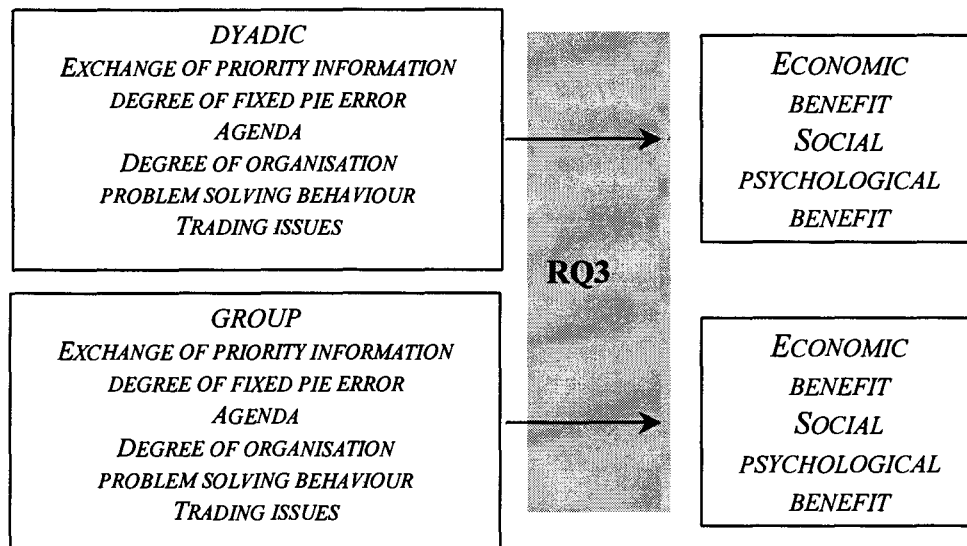 DYADIC
EXCHANGE OF PRIORITY INFORMATION
DEGREE OF FIXED PIE ERROR
AGENDA
DEGREE OF ORGANISATION
PROBLEM SOLVING BEHAVIOUR
TRADING ISSUES
ECONOMIC
BENEFIT
SOCIAL
PSYCHOLOGICAL
BENEFIT
RQ3
GROUP
EXCHANGE OF PRIORITY INFORMATION
DEGREE OF FIXED PIE ERROR
AGENDA
DEGREE OF ORGANISATION
PROBLEM SOLVING BEHAVIOUR
TRADING ISSUES
ECONOMIC
BENEFIT
SOCIAL
PSYCHOLOGICAL
BENEFIT